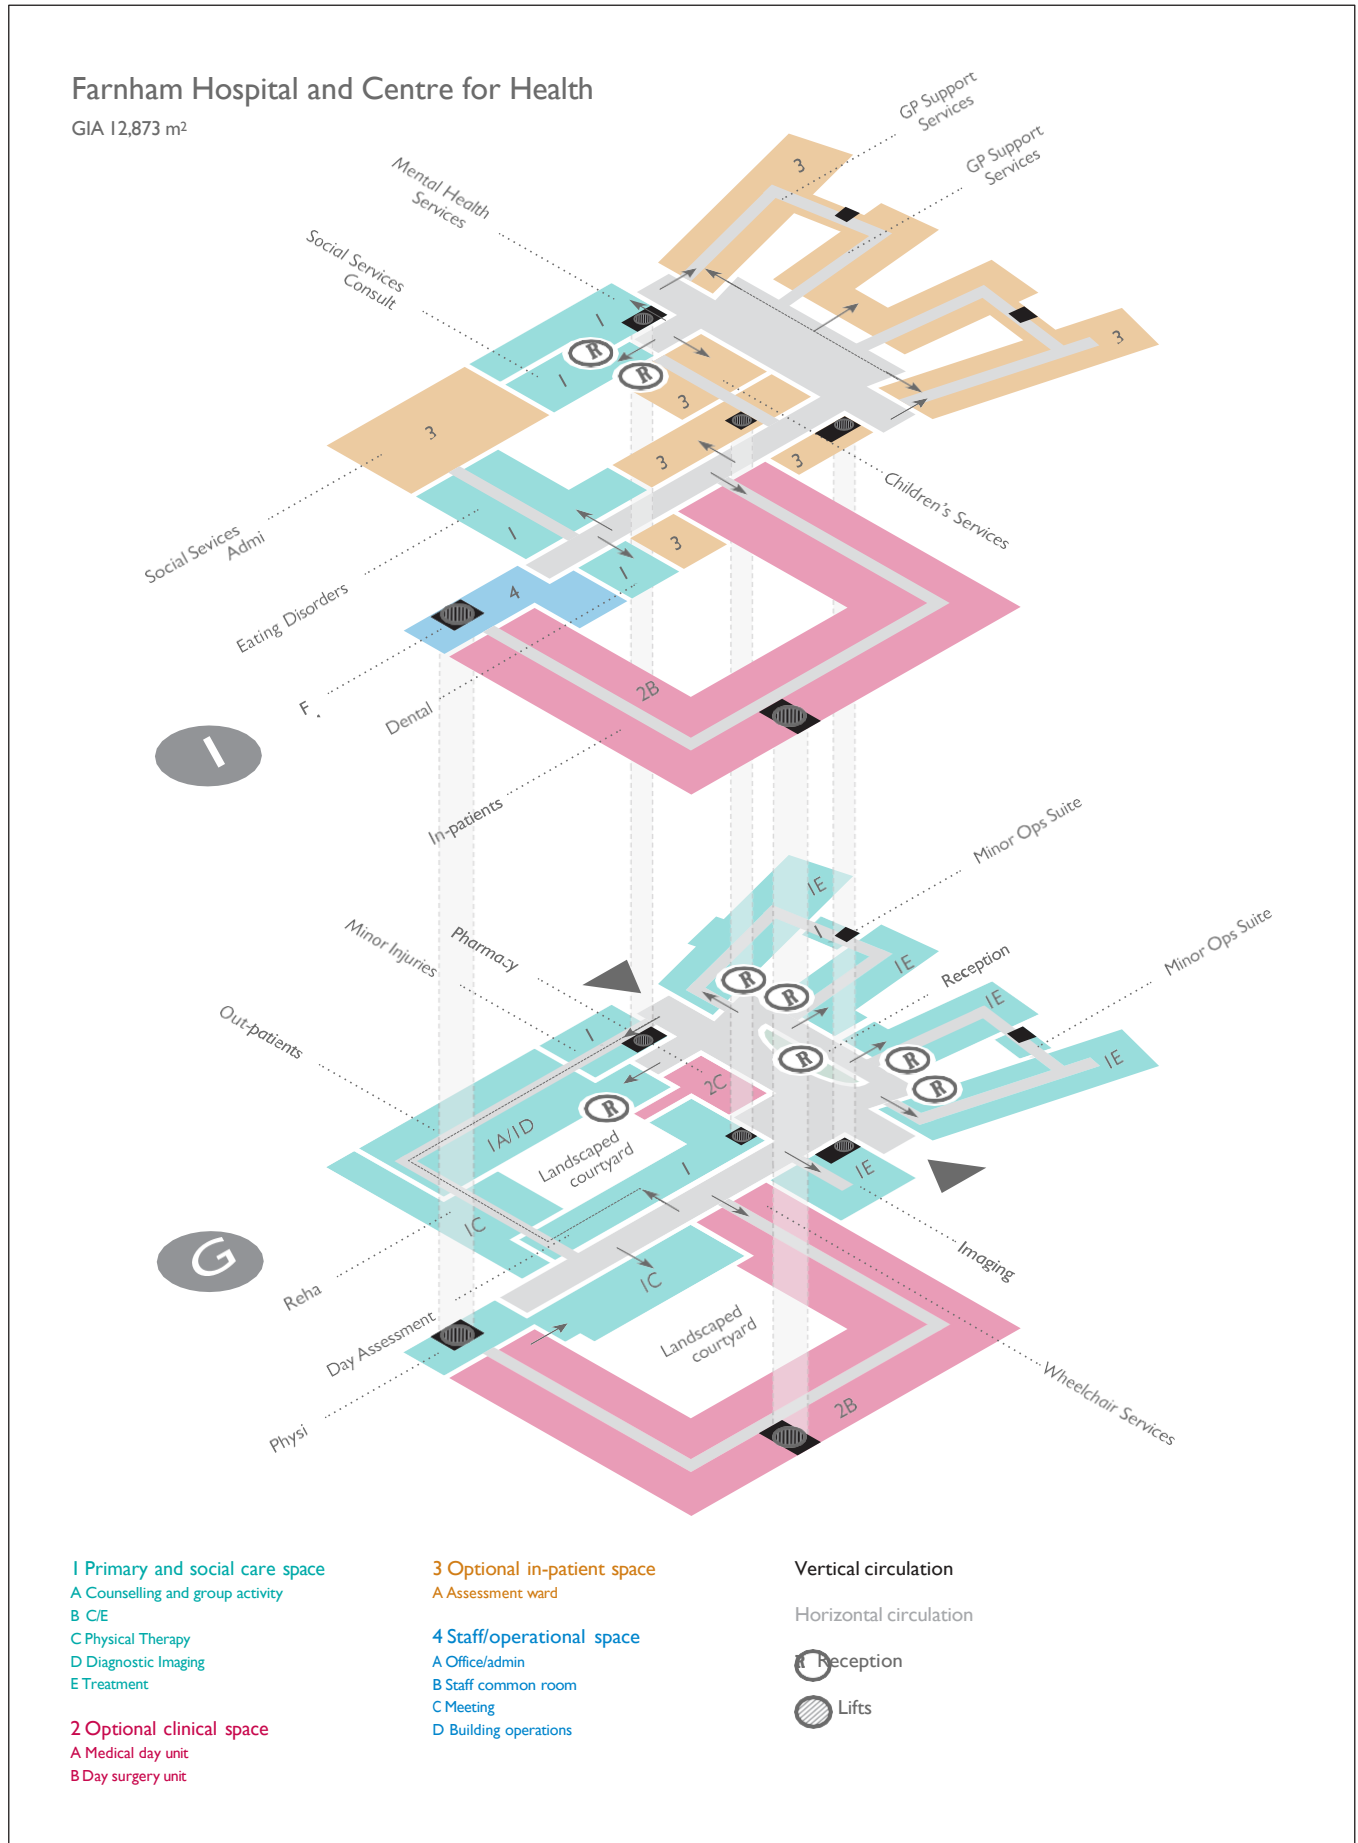 Farnham Hospital and Centre for Health
GIA 12,873 m²
GP Support
Services
GP Support
Services
Mental Health
Services
Social Services
Consult
3
3
1
1
3
3
3
3
1
3
1
4
2B
R
R
Children's Services
Social Sevices
Admi
Eating Disorders
F
.
Dental
In-patients
1
Minor Ops Suite
Minor Ops Suite
Reception
Pharmacy
Minor Injuries
Out-patients
1E
1
1E
1E
1E
1
2C
1A/1D
1
1E
1C
1C
2B
R
R
R
R
R
R
Landscaped
courtyard
Landscaped
courtyard
G
Reha
Day Assessment
Physi
Imaging
Wheelchair Services
1 Primary and social care space
A Counselling and group activity
B C/E
C Physical Therapy
D Diagnostic Imaging
E Treatment
2 Optional clinical space
A Medical day unit
B Day surgery unit
3 Optional in-patient space
A Assessment ward
4 Staff/operational space
A Office/admin
B Staff common room
C Meeting
D Building operations
Vertical circulation
Horizontal circulation
R Reception
Lifts